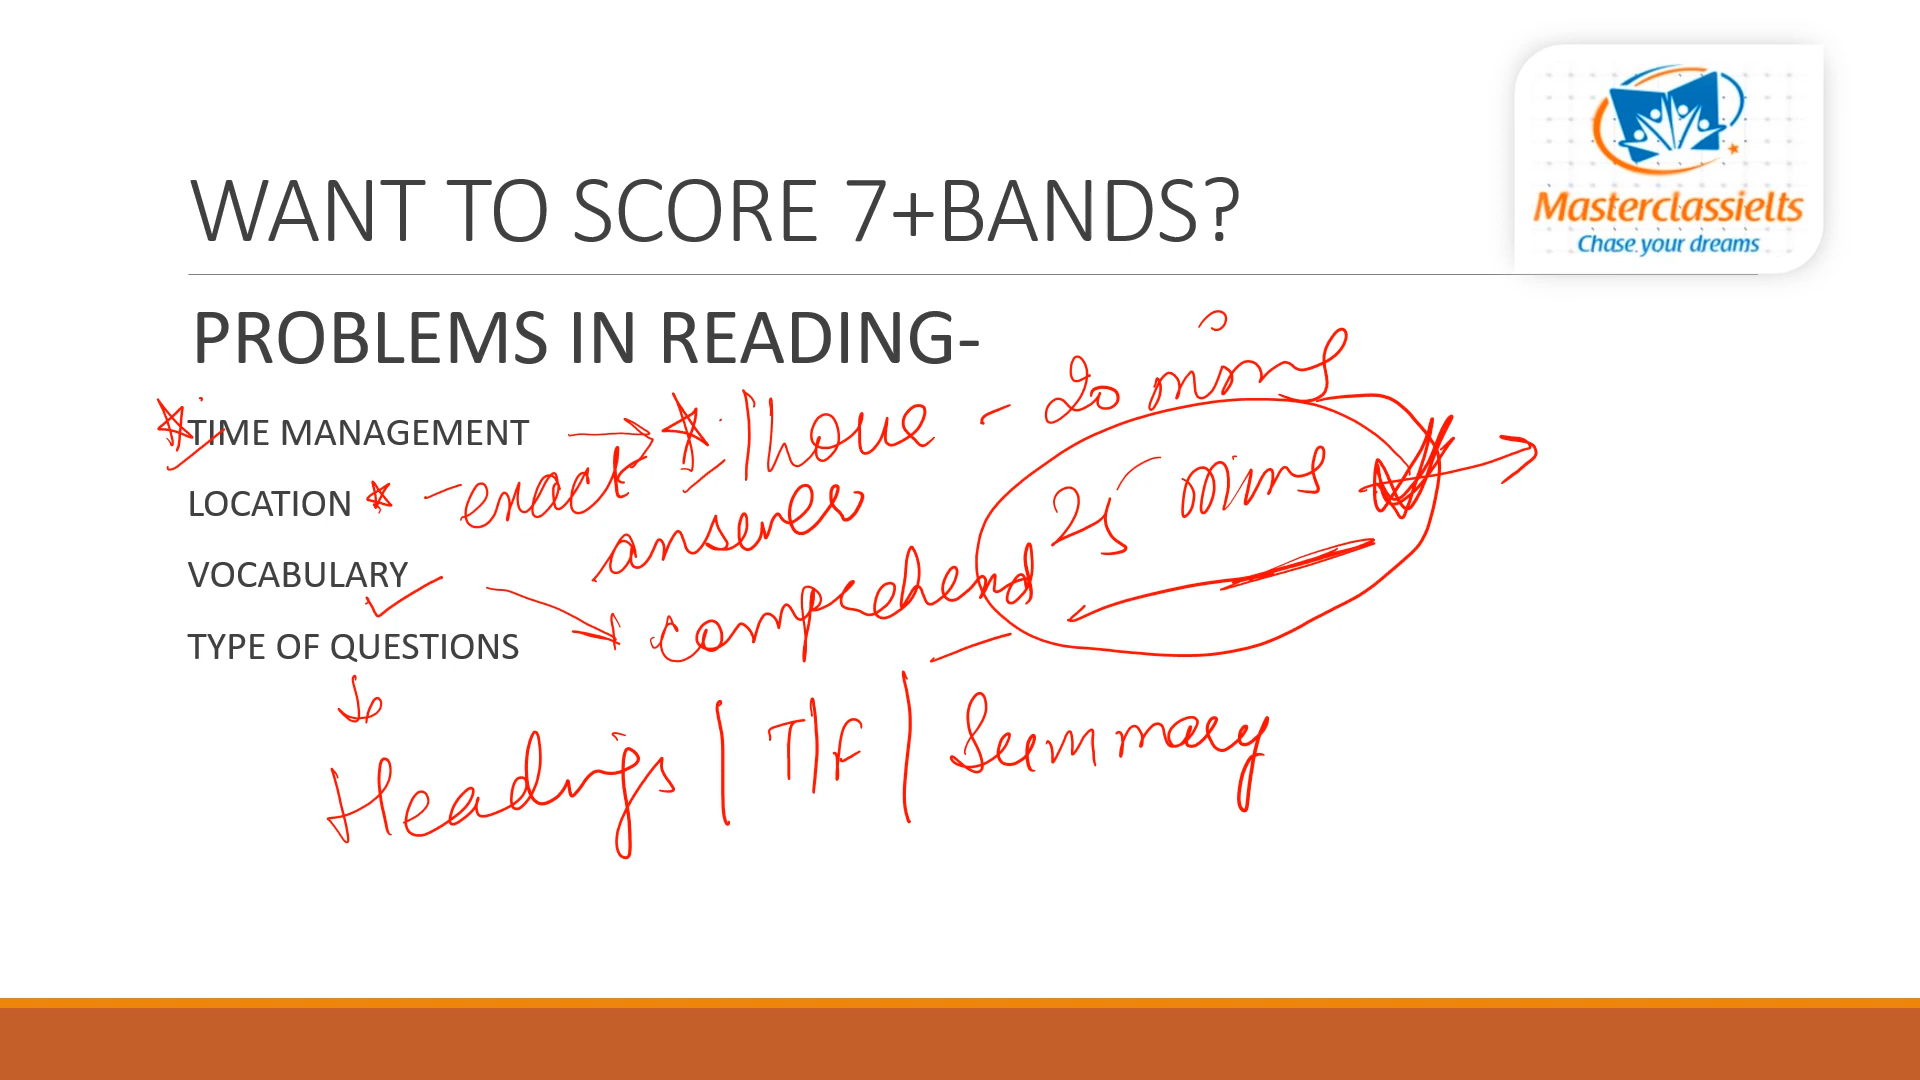 Masterclassielts
Chase your dreams
WANT TO SCORE 7+BANDS?
PROBLEMS IN READING-
TIME MANAGEMENT 1 hour - 20 mins
LOCATION - exact answer 25 mins
VOCABULARY comprehend
TYPE OF QUESTIONS
Headings | T/F | Summary